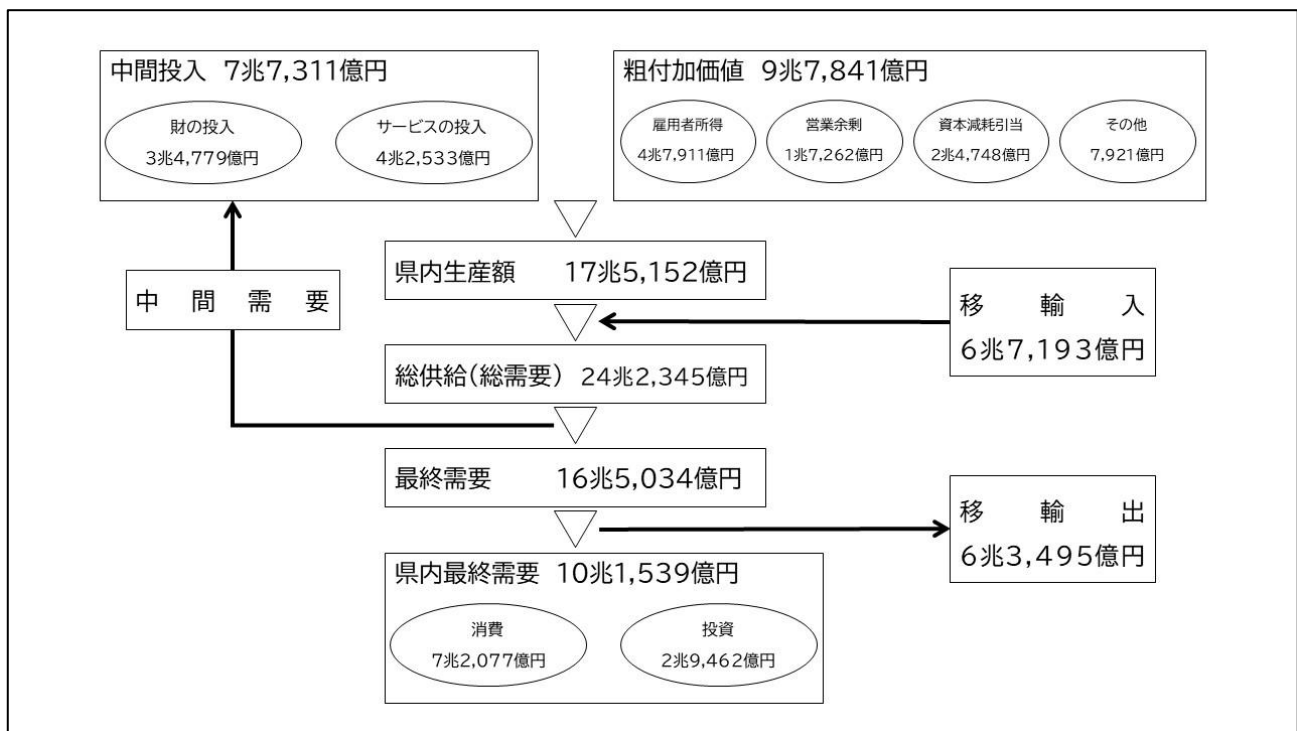 中間投入 7兆7,311億円
財の投入
3兆4,779億円
サービスの投入
4兆2,533億円
粗付加価値 9兆7,841億円
雇用者所得
4兆7,911億円
営業余剰
1兆7,262億円
資本減耗引当
2兆4,748億円
その他
7,921億円
県内生産額 17兆5,152億円
中間需要
移輸入
6兆7,193億円
総供給(総需要) 24兆2,345億円
最終需要 16兆5,034億円
移輸出
6兆3,495億円
県内最終需要 10兆1,539億円
消費
7兆2,077億円
投資
2兆9,462億円